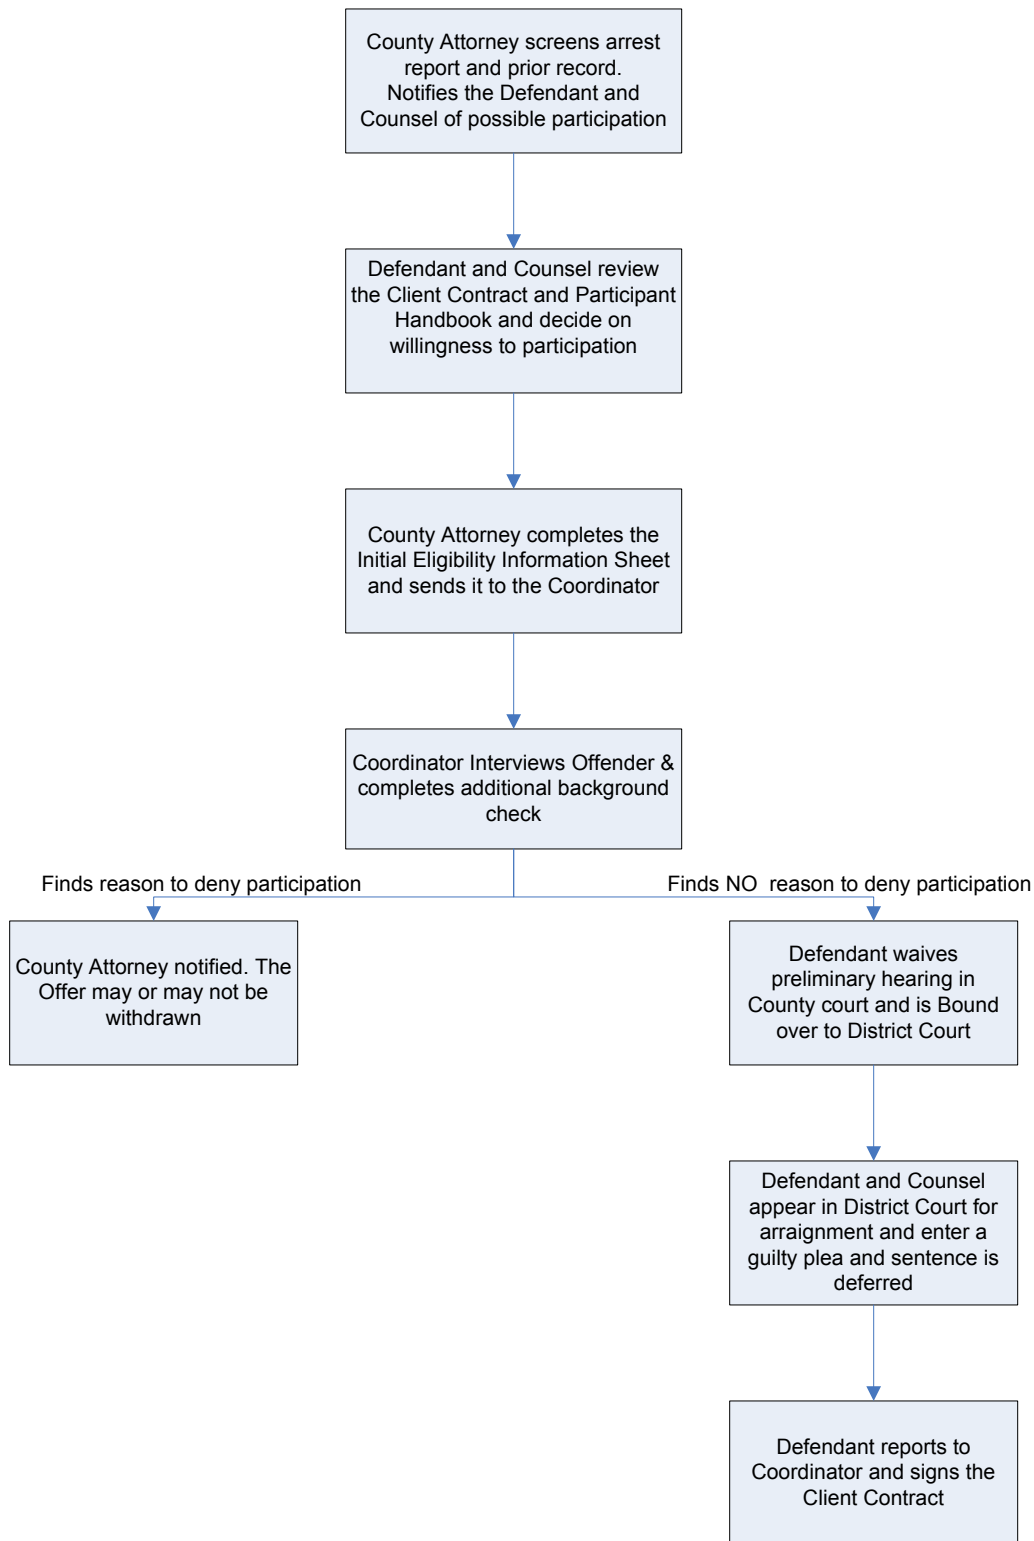 County Attorney screens arrest
report and prior record.
Notifies the Defendant and
Counsel of possible participation
Defendant and Counsel review
the Client Contract and Participant
Handbook and decide on
willingness to participation
County Attorney completes the
Initial Eligibility Information Sheet
and sends it to the Coordinator
Coordinator Interviews Offender &
completes additional background
check
Finds reason to deny participation
Finds NO  reason to deny participation
County Attorney notified. The
Offer may or may not be
withdrawn
Defendant waives
preliminary hearing in
County court and is Bound
over to District Court
Defendant and Counsel
appear in District Court for
arraignment and enter a
guilty plea and sentence is
deferred
Defendant reports to
Coordinator and signs the
Client Contract